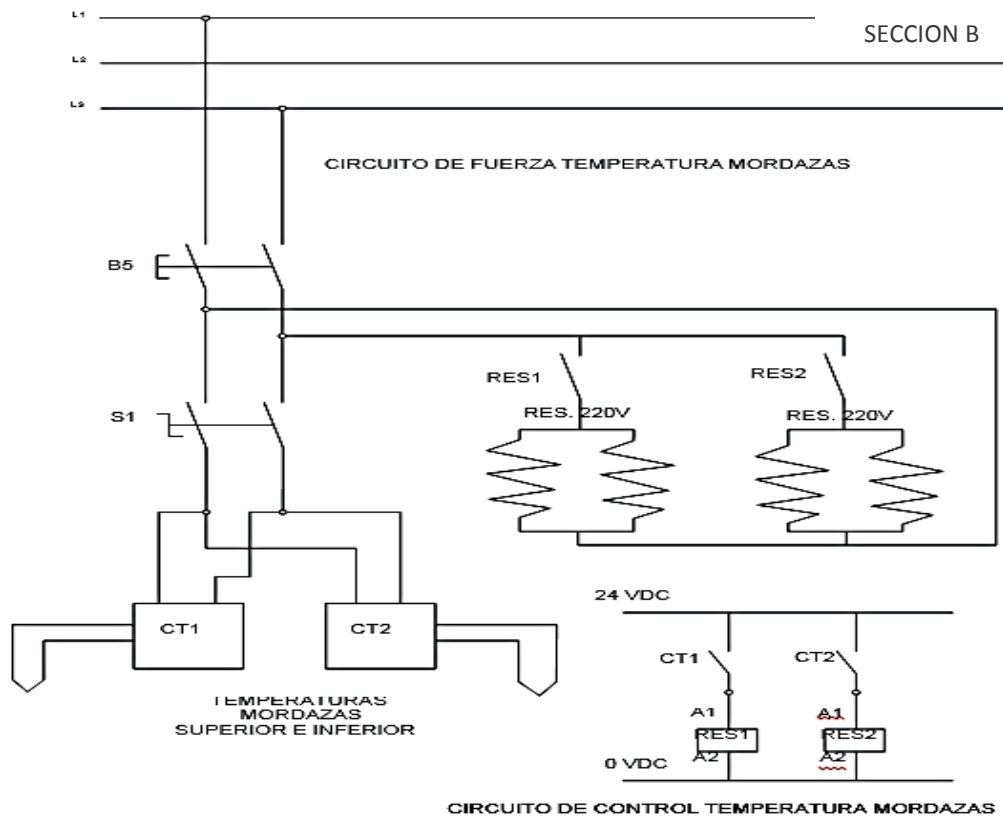 L1
SECCION B
L2
L3
CIRCUITO DE FUERZA TEMPERATURA MORDAZAS
B5
RES1
RES2
S1
RES. 220V
RES. 220V
24 VDC
CT1
CT2
CT1
CT2
TEMPERATURAS
MORDAZAS
SUPERIOR E INFERIOR
A1
A1
RES1
RES2
A2
A2
0 VDC
CIRCUITO DE CONTROL TEMPERATURA MORDAZAS